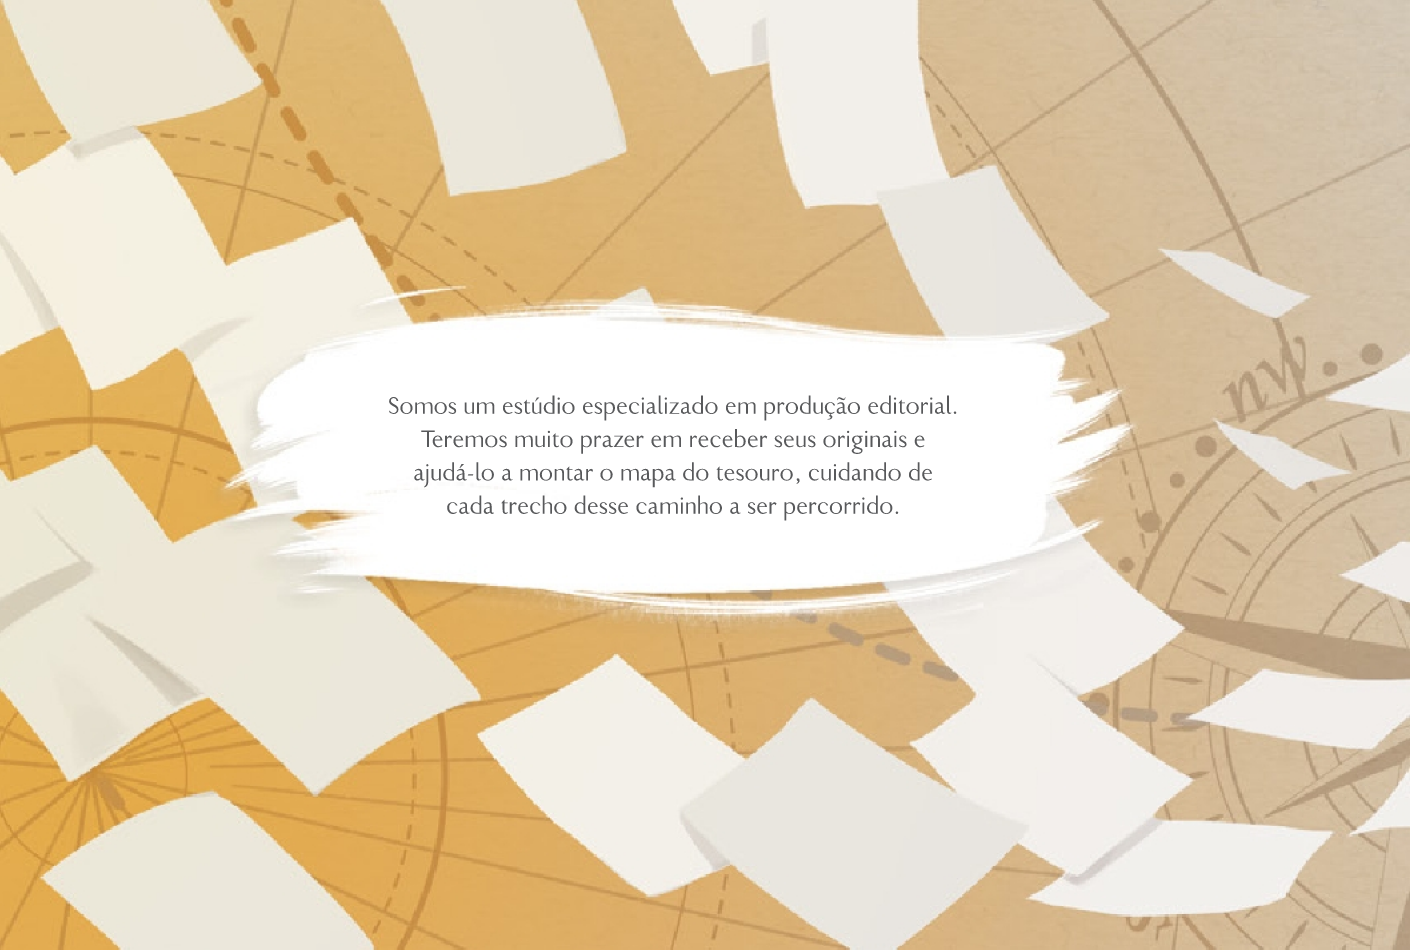 Somos um estúdio especializado em produção editorial.
Teremos muito prazer em receber seus originais e
ajudá-lo a montar o mapa do tesouro, cuidando de
cada trecho desse caminho a ser percorrido.
nw